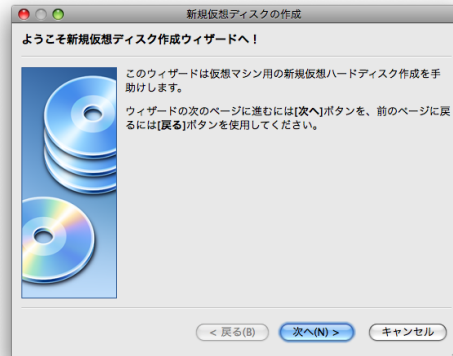 新規仮想ディスクの作成
ようこそ新規仮想ディスク作成ウィザードへ！
このウィザードは仮想マシン用の新規仮想ハードディスク作成を手
助けします。
ウィザードの次のページに進むには[次へ]ボタンを、前のページに戻
るには[戻る]ボタンを使用してください。
< 戻る(B) 次へ(N) > キャンセル